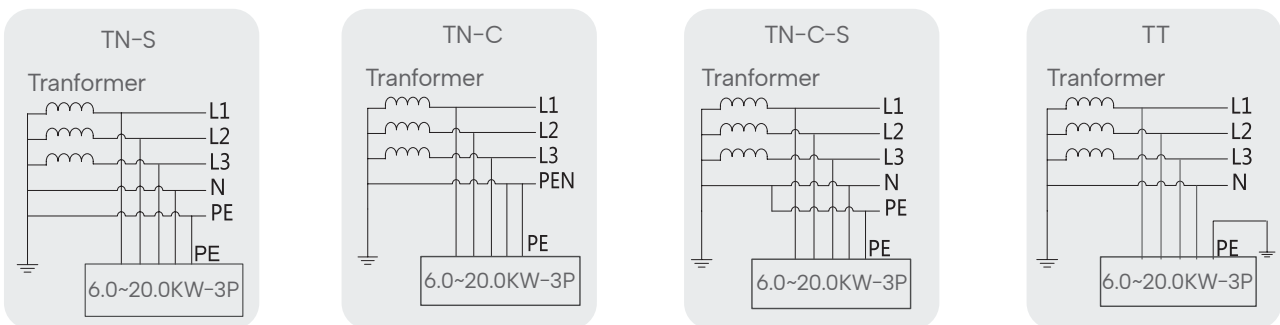 TN-S
Tranformer
L1
L2
L3
N
PE
PE
6.0~20.0KW-3P
TN-C
Tranformer
L1
L2
L3
PEN
PE
6.0~20.0KW-3P
TN-C-S
Tranformer
L1
L2
L3
N
PE
PE
6.0~20.0KW-3P
TT
Tranformer
L1
L2
L3
N
PE
6.0~20.0KW-3P